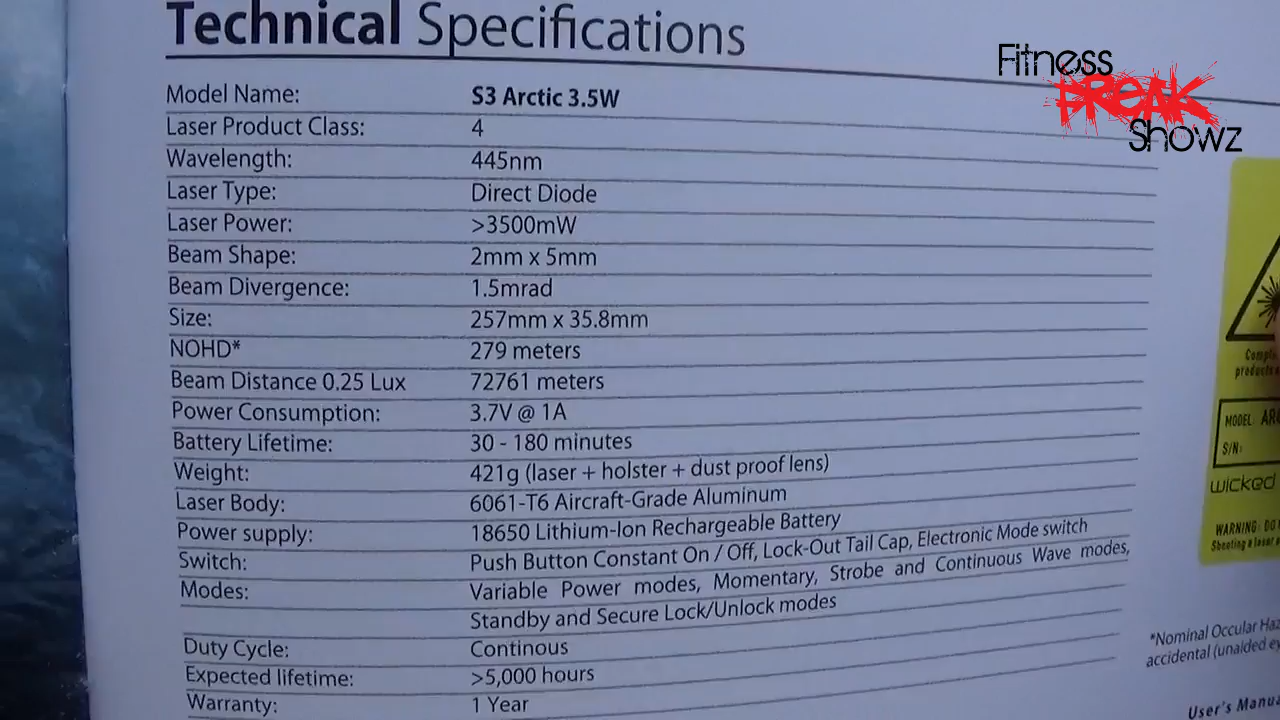 Technical Specifications
Fitness
FREAK
Showz
Model Name: S3 Arctic 3.5W
Laser Product Class: 4
Wavelength: 445nm
Laser Type: Direct Diode
Laser Power: >3500mW
Beam Shape: 2mm x 5mm
Beam Divergence: 1.5mrad
Size: 257mm x 35.8mm
NOHD* 279 meters
Beam Distance 0.25 Lux 72761 meters
Power Consumption: 3.7V @ 1A
Battery Lifetime: 30 - 180 minutes
Weight: 421g (laser + holster + dust proof lens)
Laser Body: 6061-T6 Aircraft-Grade Aluminum
Power supply: 18650 Lithium-Ion Rechargeable Battery
Switch: Push Button Constant On / Off, Lock-Out Tail Cap, Electronic Mode switch
Modes: Variable Power modes, Momentary, Strobe and Continuous Wave modes,
Standby and Secure Lock/Unlock modes
Duty Cycle: Continous
Expected lifetime: >5,000 hours
Warranty: 1 Year
products
MODEL
S/N:
wicked
WARNING:
a laser
*Nominal Occular
accidental (unaided
User's